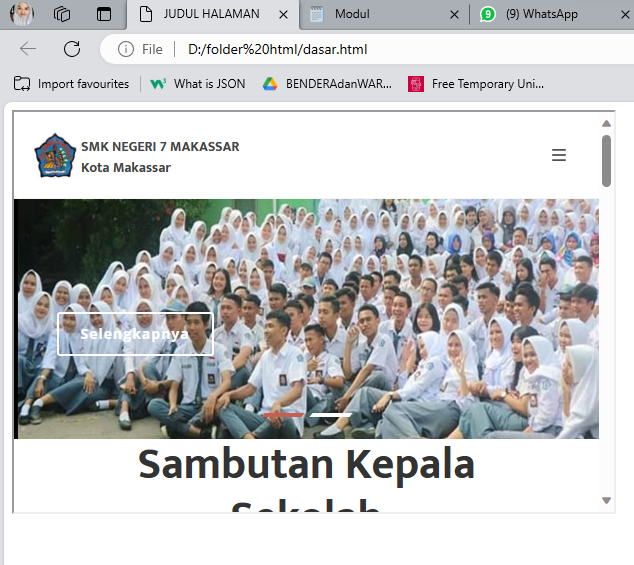 JUDUL HALAMAN
Modul
9
(9) WhatsApp
File
D:/folder%20html/dasar.html
Import favourites
What is JSON
BENDERAdanWAR...
Free Temporary Uni...
SMK NEGERI 7 MAKASSAR
Kota Makassar
Selengkapnya
Sambutan Kepala
Sekolah